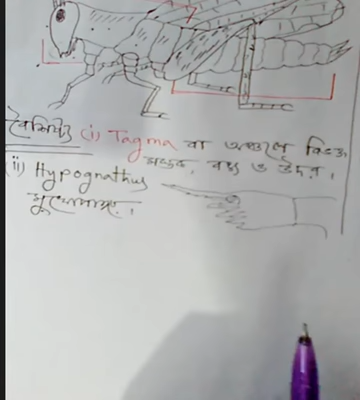 বৈশিষ্ট্য (i) Tagma বা অঞ্চলে বিভক্ত
মস্তক, বক্ষ ও উদর।
(ii) Hypognathus